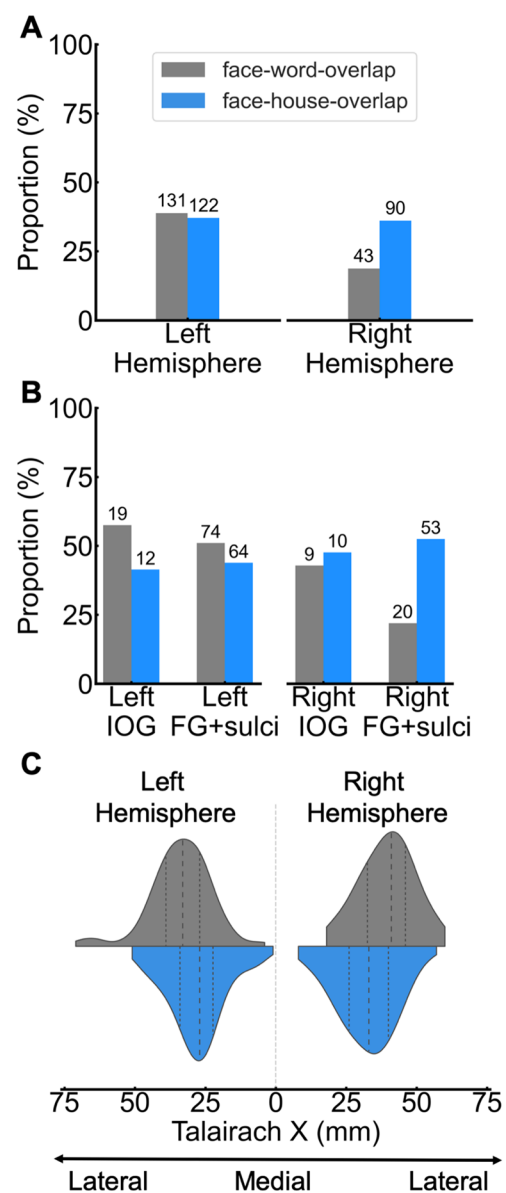 A
100
75
50
25
0
Proportion (%)
face-word-overlap
face-house-overlap
131 122
43
90
Left
Hemisphere
Right
Hemisphere
B
100
75
50
25
0
Proportion (%)
19
12
74
64
9
10
20
53
Left
IOG
Left
FG+sulci
Right
IOG
Right
FG+sulci
C
Left
Hemisphere
Right
Hemisphere
75 50 25 0 25 50 75
Talairach X (mm)
Lateral Medial Lateral